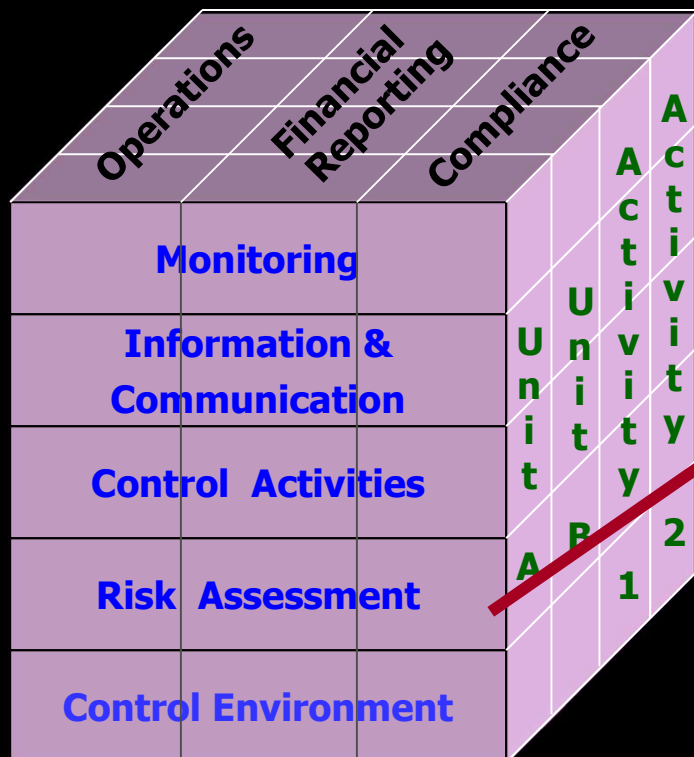 Operations
Financial
Reporting
Compliance
Monitoring
Information &
Communication
Control Activities
Risk Assessment
Control Environment
Unit A
Unit B
Activity 1
Activity 2